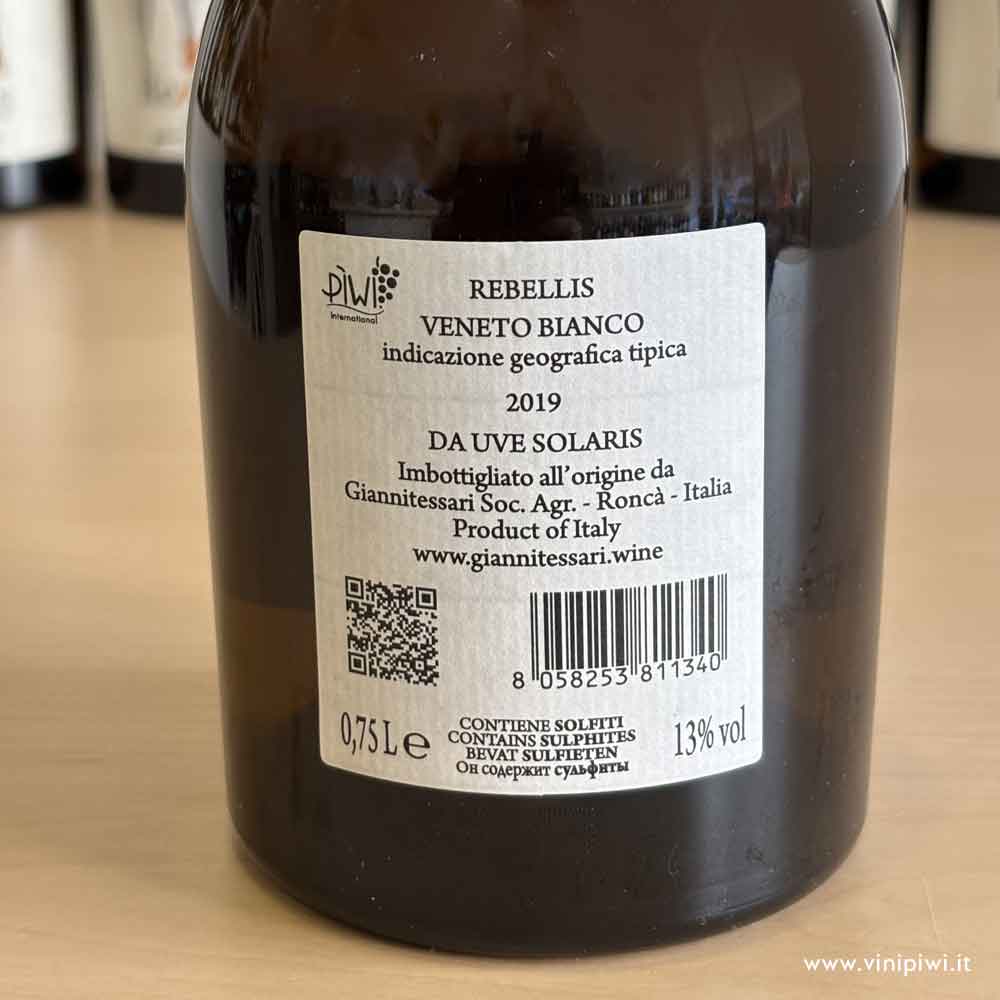 PÌWI
international
REBELLIS
VENETO BIANCO
indicazione geografica tipica
2019
DA UVE SOLARIS
Imbottigliato all'origine da
Giannitessari Soc. Agr. - Roncà - Italia
Product of Italy
www.giannitessari.wine
8 058253 811340
0,75 L e
CONTIENE SOLFITI
CONTAINS SULPHITES
BEVAT SULFIETEN
Он содержит сульфиты
13% vol
www.vinipiwi.it